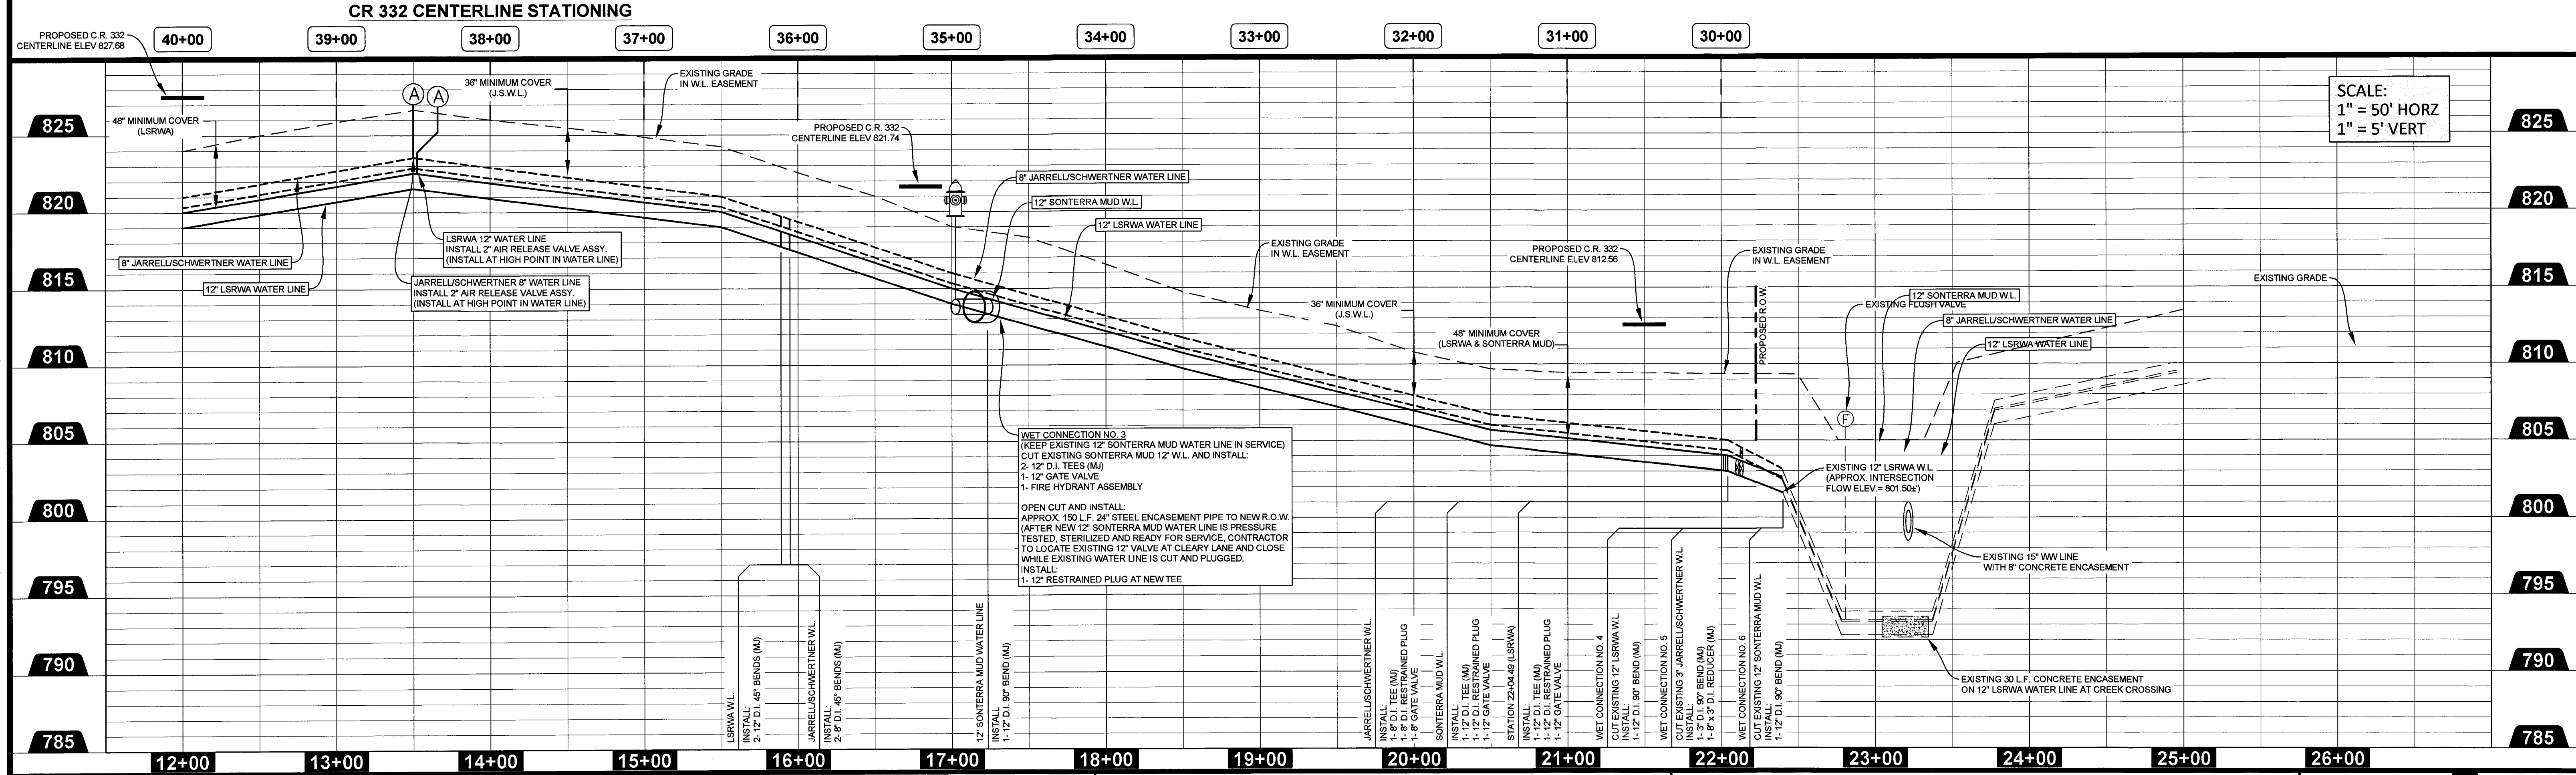 CR 332 CENTERLINE STATIONING
PROPOSED C.R. 332
CENTERLINE ELEV 827.68
40+00
39+00
38+00
37+00
36+00
35+00
34+00
33+00
32+00
31+00
30+00
SCALE:
1" = 50' HORZ
1" = 5' VERT
825
820
815
810
805
800
795
790
785
48" MINIMUM COVER
(LSRWA)
A
A
36" MINIMUM COVER
(J.S.W.L.)
EXISTING GRADE
IN W.L. EASEMENT
PROPOSED C.R. 332
CENTERLINE ELEV 821.74
8" JARRELL/SCHWERTNER WATER LINE
12" SONTERRA MUD W.L.
12" LSRWA WATER LINE
LSRWA 12" WATER LINE
INSTALL 2" AIR RELEASE VALVE ASSY.
(INSTALL AT HIGH POINT IN WATER LINE)
8" JARRELL/SCHWERTNER WATER LINE
12" LSRWA WATER LINE
JARRELL/SCHWERTNER 8" WATER LINE
INSTALL 2" AIR RELEASE VALVE ASSY.
(INSTALL AT HIGH POINT IN WATER LINE)
EXISTING GRADE
IN W.L. EASEMENT
36" MINIMUM COVER
(J.S.W.L.)
48" MINIMUM COVER
(LSRWA & SONTERRA MUD)
PROPOSED C.R. 332
CENTERLINE ELEV 812.56
EXISTING GRADE
IN W.L. EASEMENT
PROPOSED R.O.W.
12" SONTERRA MUD W.L.
EXISTING FLUSH VALVE
8" JARRELL/SCHWERTNER WATER LINE
12" LSRWA WATER LINE
EXISTING GRADE
F
WET CONNECTION NO. 3
(KEEP EXISTING 12" SONTERRA MUD WATER LINE IN SERVICE)
CUT EXISTING SONTERRA MUD 12" W.L. AND INSTALL:
2- 12" D.I. TEES (MJ)
1- 12" GATE VALVE
1- FIRE HYDRANT ASSEMBLY
OPEN CUT AND INSTALL:
APPROX. 150 L.F. 24" STEEL ENCASEMENT PIPE TO NEW R.O.W.
(AFTER NEW 12" SONTERRA MUD WATER LINE IS PRESSURE
TESTED, STERILIZED AND READY FOR SERVICE, CONTRACTOR
TO LOCATE EXISTING 12" VALVE AT CLEARY LANE AND CLOSE
WHILE EXISTING WATER LINE IS CUT AND PLUGGED.
INSTALL:
1- 12" RESTRAINED PLUG AT NEW TEE
EXISTING 12" LSRWA W.L.
(APPROX. INTERSECTION
FLOW ELEV.= 801.50±')
EXISTING 15" WW LINE
WITH 8" CONCRETE ENCASEMENT
EXISTING 30 L.F. CONCRETE ENCASEMENT
ON 12" LSRWA WATER LINE AT CREEK CROSSING
LSRWA W.L.
INSTALL:
2- 12" D.I. 45° BENDS (MJ)
JARRELL/SCHWERTNER W.L.
INSTALL:
2- 8" D.I. 45° BENDS (MJ)
12" SONTERRA MUD WATER LINE
INSTALL
1- 12" D.I. 90° BEND (MJ)
JARRELL/SCHWERTNER W.L.
INSTALL:
1- 8" D.I. TEE (MJ)
1- 8" D.I. RESTRAINED PLUG
1- 8" GATE VALVE
SONTERRA MUD W.L.
INSTALL:
1- 12" D.I. TEE (MJ)
1- 12" D.I. RESTRAINED PLUG
1- 12" GATE VALVE
STATION 22+04.49 (LSRWA)
INSTALL:
1- 12" D.I. TEE (MJ)
1- 12" D.I. RESTRAINED PLUG
1- 12" GATE VALVE
WET CONNECTION NO. 4
CUT EXISTING 12" LSRWA W.L.
INSTALL:
1- 12" D.I. 90° BEND (MJ)
WET CONNECTION NO. 5
CUT EXISTING 3" JARRELL/SCHWERTNER W.L.
INSTALL:
1- 3" D.I. 90° BEND (MJ)
1- 8" x 3" D.I. REDUCER (MJ)
WET CONNECTION NO. 6
CUT EXISTING 12" SONTERRA MUD W.L.
INSTALL:
1- 12" D.I. 90° BEND (MJ)
825
820
815
810
805
800
795
790
785
12+00
13+00
14+00
15+00
16+00
17+00
18+00
19+00
20+00
21+00
22+00
23+00
24+00
25+00
26+00